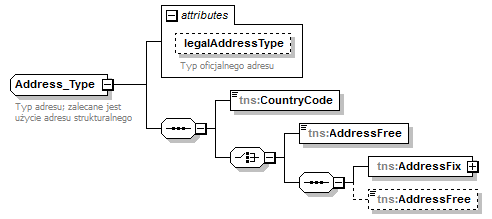 attributes
legalAddressType
Typ oficjalnego adresu
Address_Type
Typ adresu; zalecane jest
użycie adresu strukturalnego
tns:CountryCode
tns:AddressFree
tns:AddressFix
tns:AddressFree